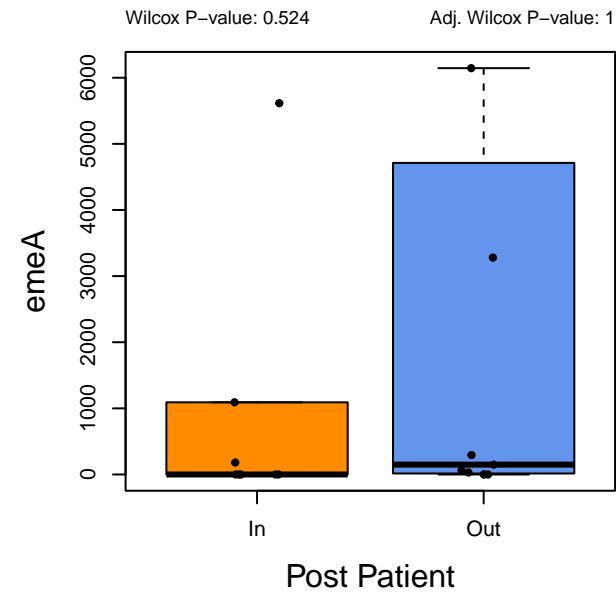 Wilcox P−value: 0.524
Adj. Wilcox P−value: 1
6000
5000
4000
3000
2000
1000
0
emeA
In
Out
Post Patient